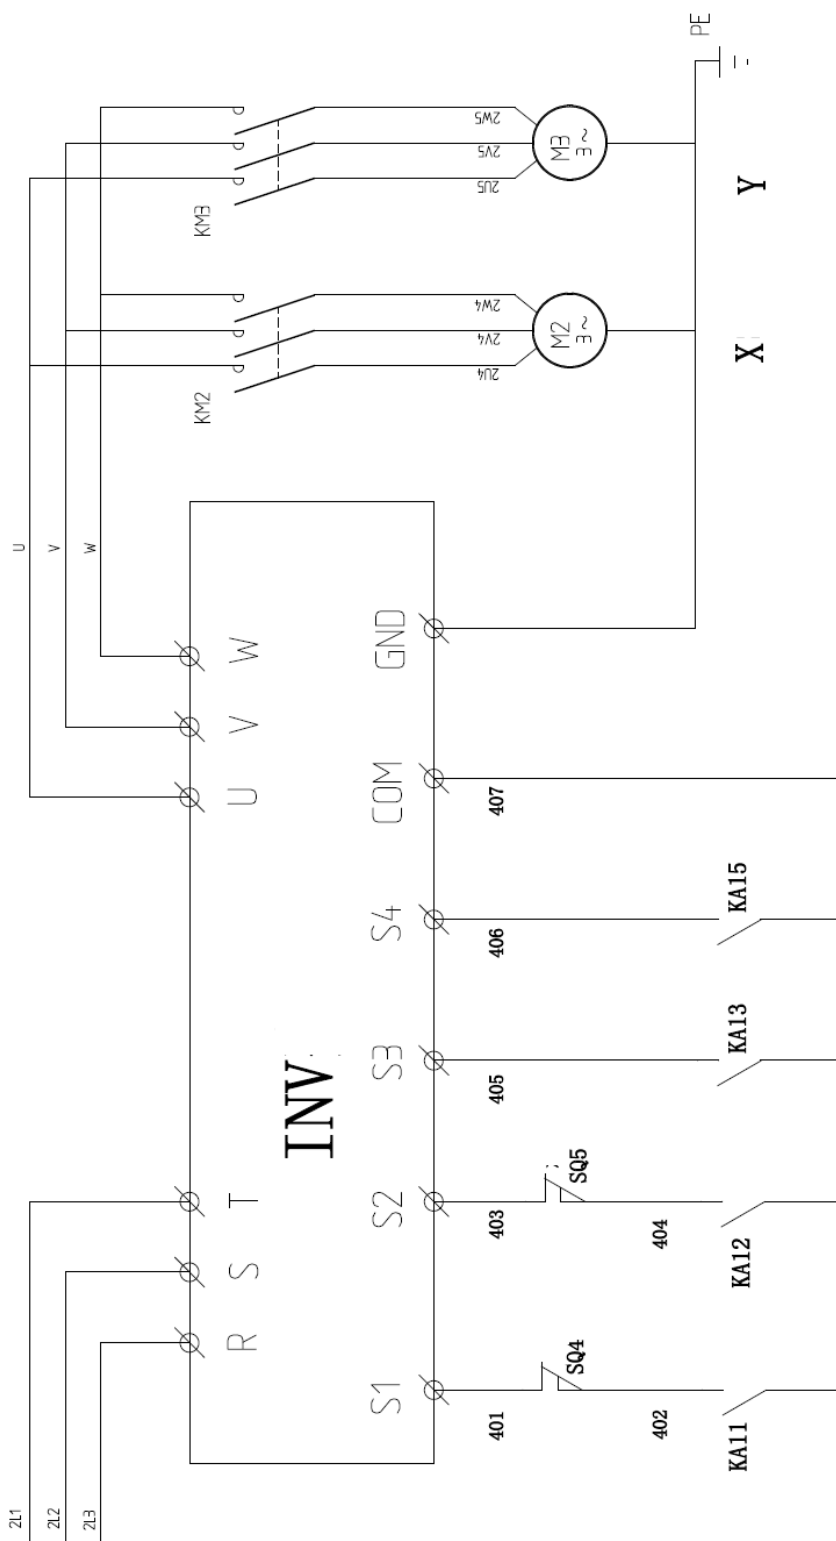 PE
2W5
2V5
2U5
M3
3~
KM3
Y
2W4
2V4
2U4
M2
3~
KM2
X
U
V
W
W
V
U
GND
COM
407
S4
406
KA15
S3
405
KA13
INV
T
S
R
S2
403
SQ5
404
KA12
S1
401
SQ4
402
KA11
2L1
2L2
2L3